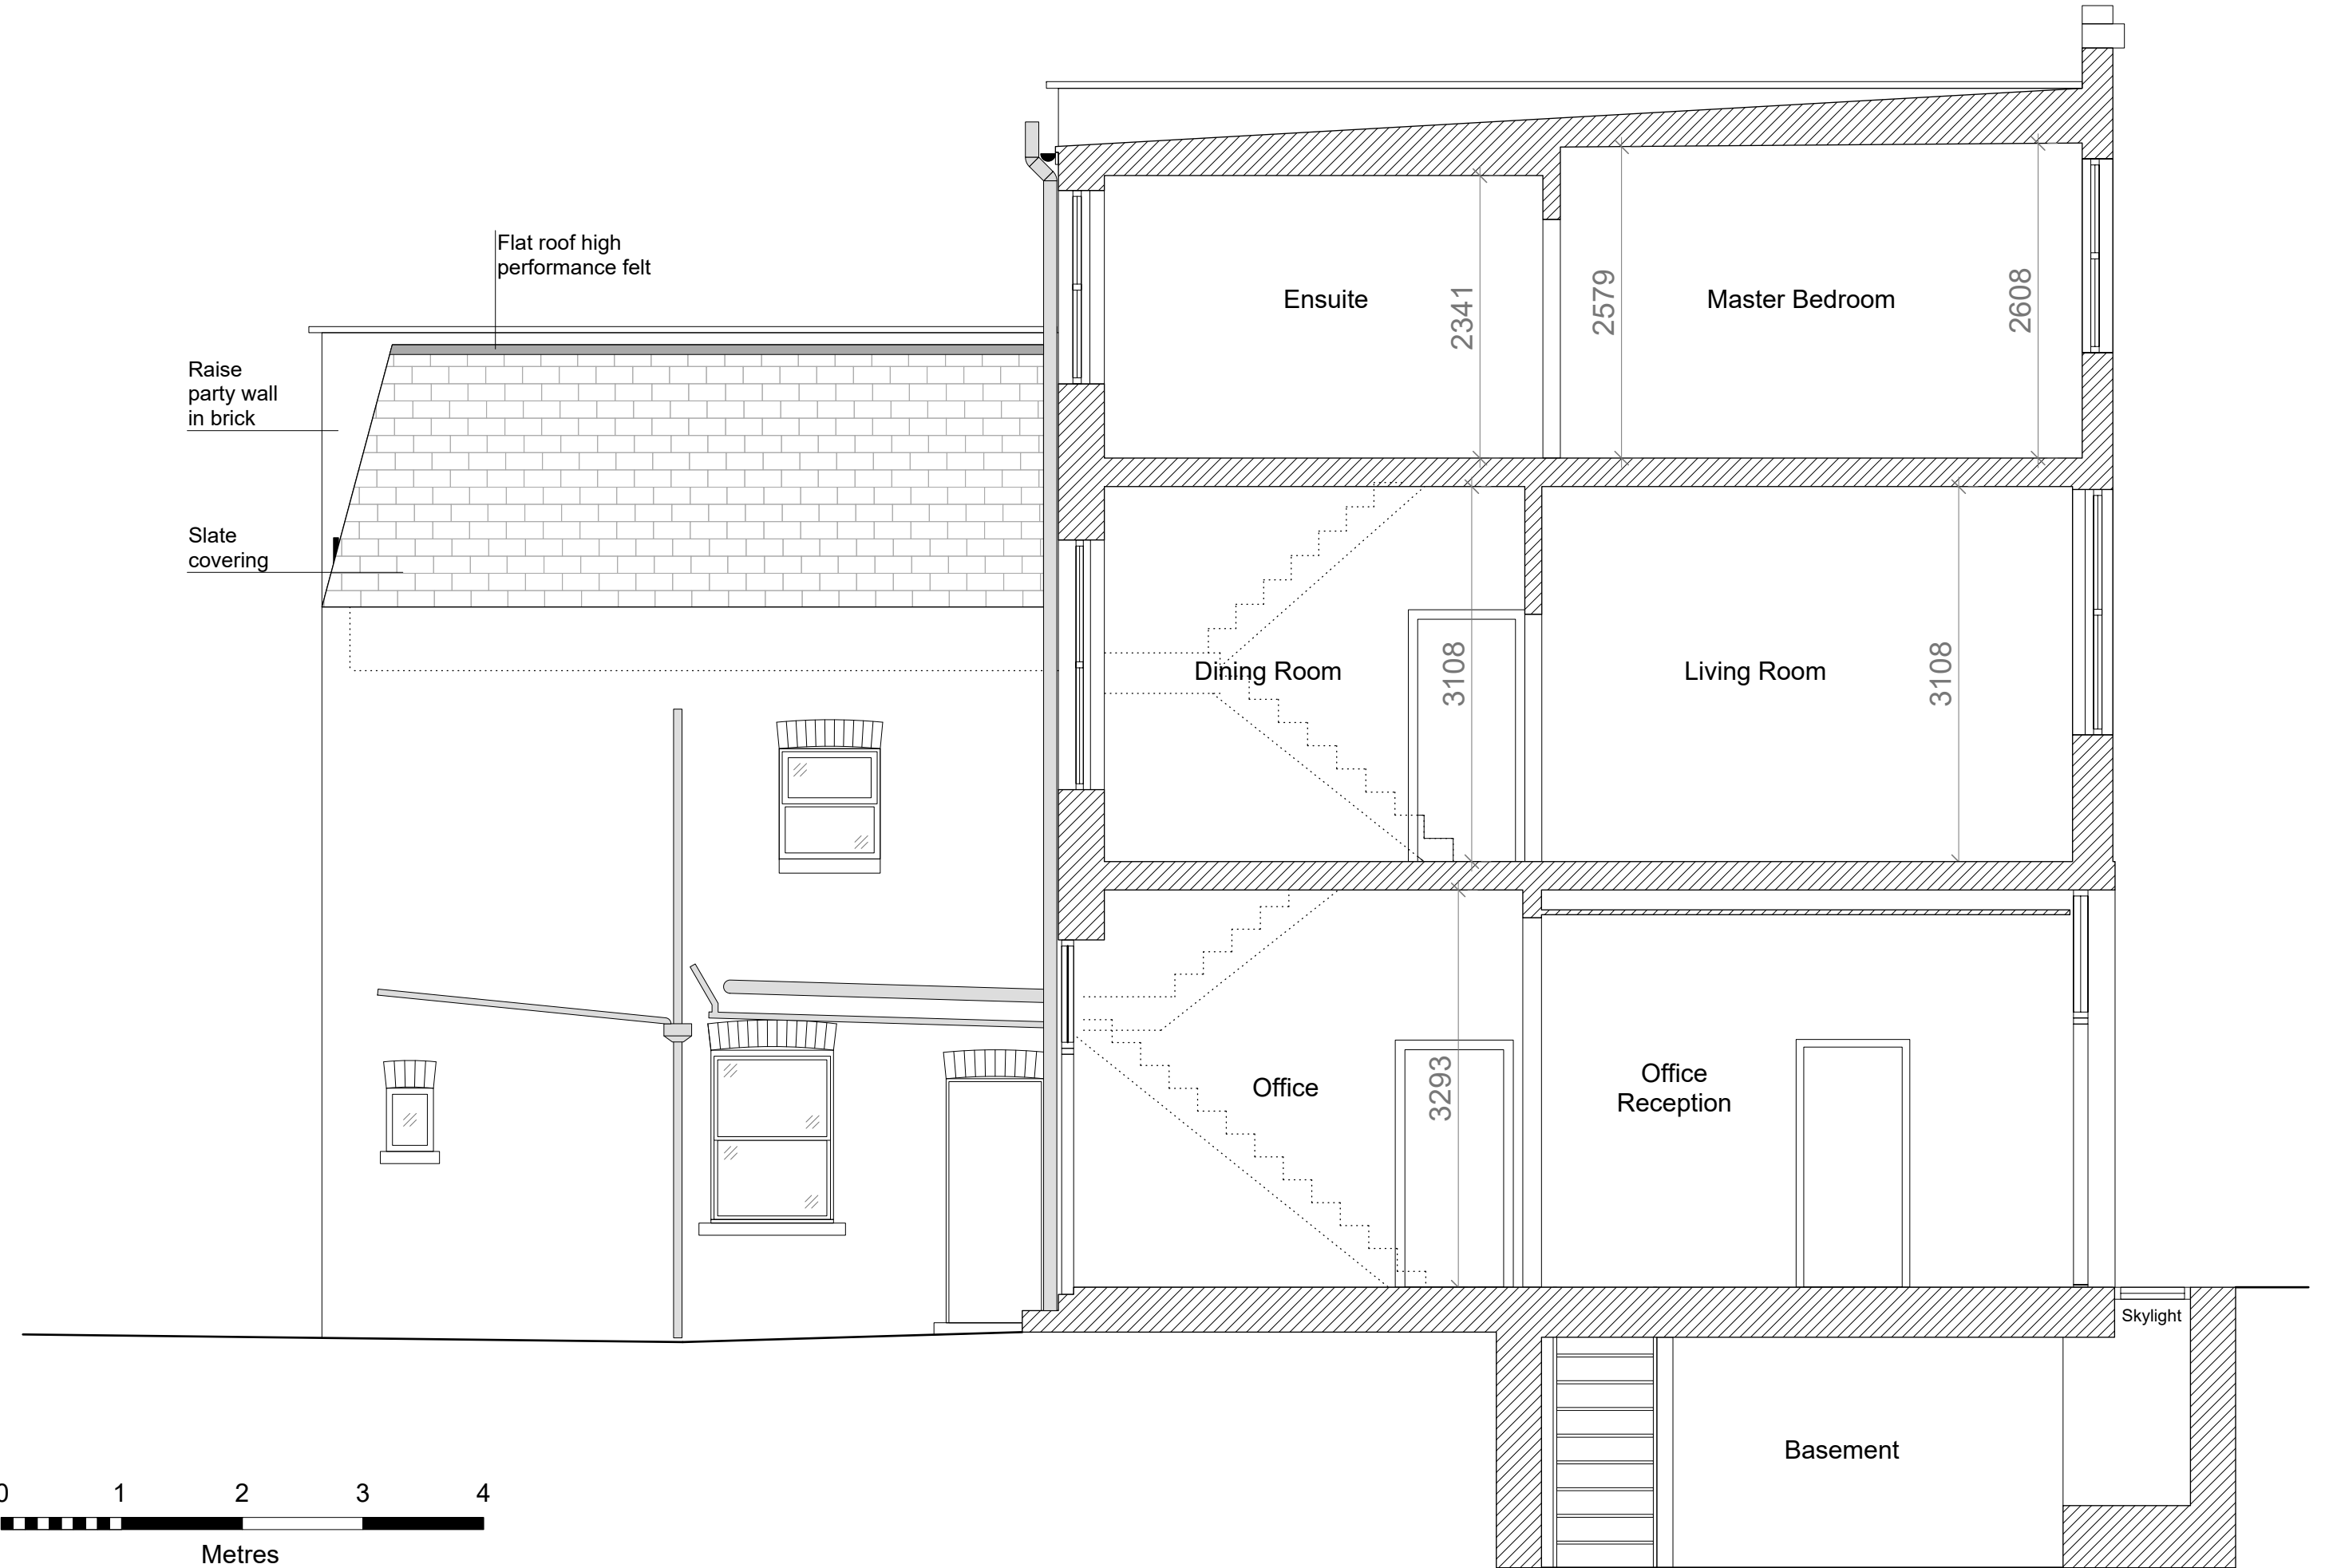 Flat roof high
performance felt
Raise
party wall
in brick
Slate
covering
Ensuite
2341
2579
Master Bedroom
2608
Dining Room
3108
Living Room
3108
Office
3293
Office
Reception
Skylight
Basement
0 1 2 3 4
Metres